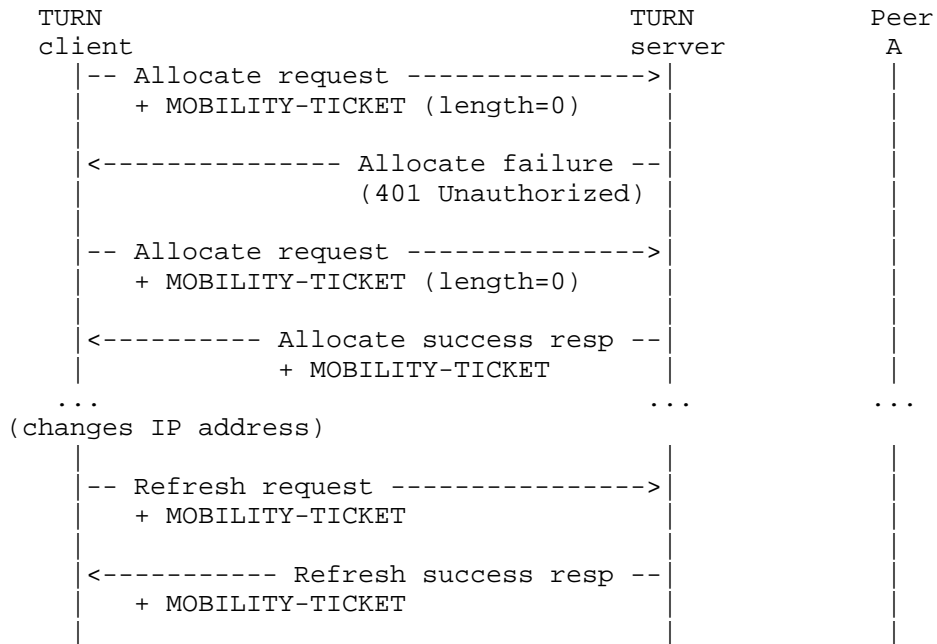 TURN TURN Peer
client server A
|-- Allocate request --------------->| |
| + MOBILITY-TICKET (length=0) | |
| | |
|<--------------- Allocate failure --| |
| (401 Unauthorized) | |
| | |
|-- Allocate request --------------->| |
| + MOBILITY-TICKET (length=0) | |
| | |
|<---------- Allocate success resp --| |
| + MOBILITY-TICKET | |
... ... ...
(changes IP address)
| | |
|-- Refresh request ---------------->| |
| + MOBILITY-TICKET | |
| | |
|<----------- Refresh success resp --| |
| + MOBILITY-TICKET | |
| | |